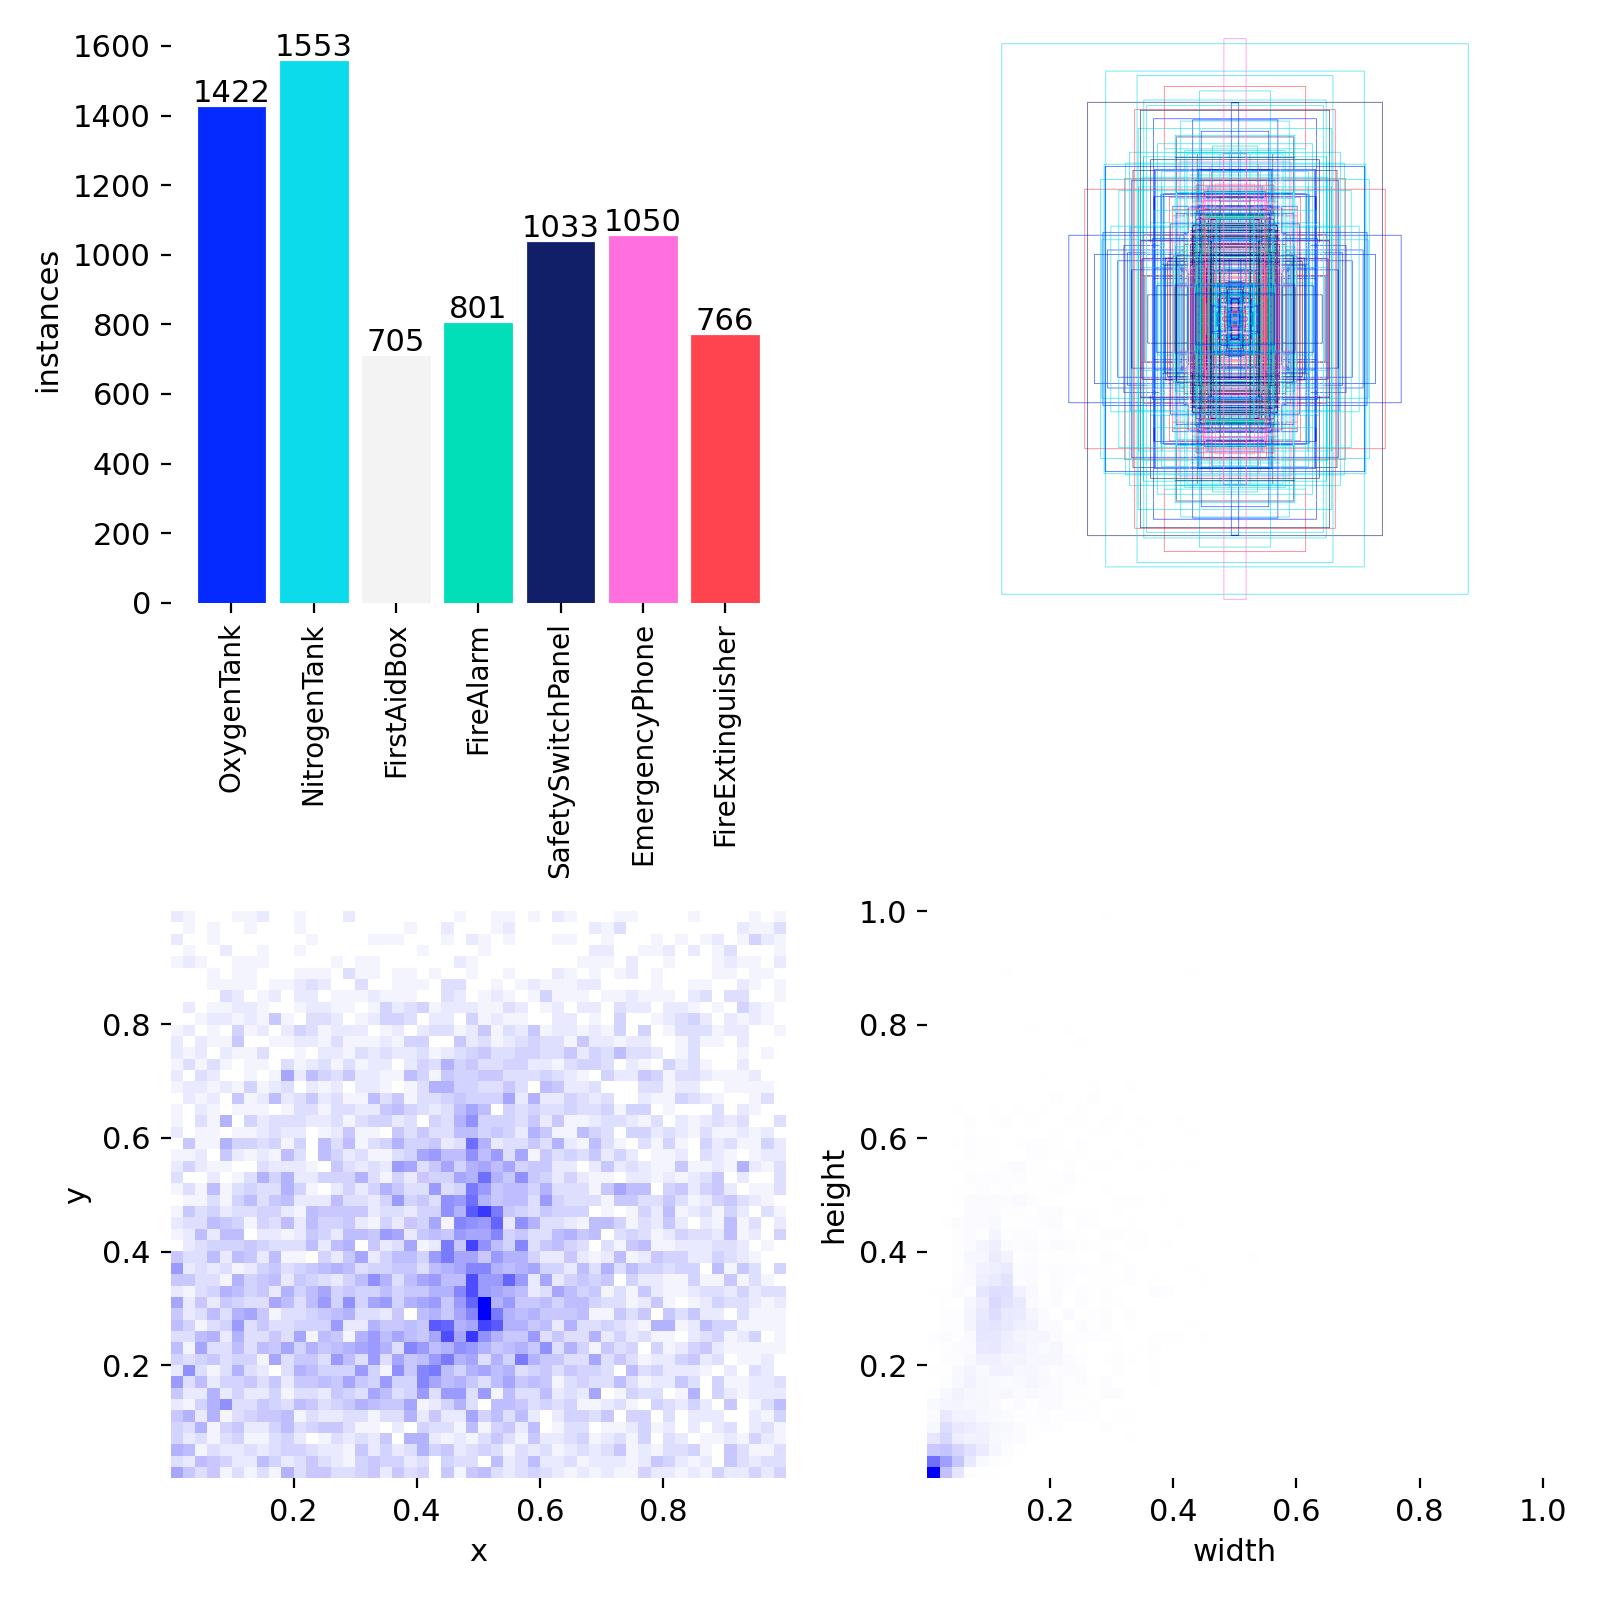 1600
1400
1200
1000
800
600
400
200
0
instances
1422
1553
705
801
1033
1050
766
OxygenTank
NitrogenTank
FirstAidBox
FireAlarm
SafetySwitchPanel
EmergencyPhone
FireExtinguisher
0.8
0.6
0.4
0.2
y
0.2
0.4
0.6
0.8
x
1.0
0.8
0.6
0.4
0.2
height
0.2
0.4
0.6
0.8
1.0
width